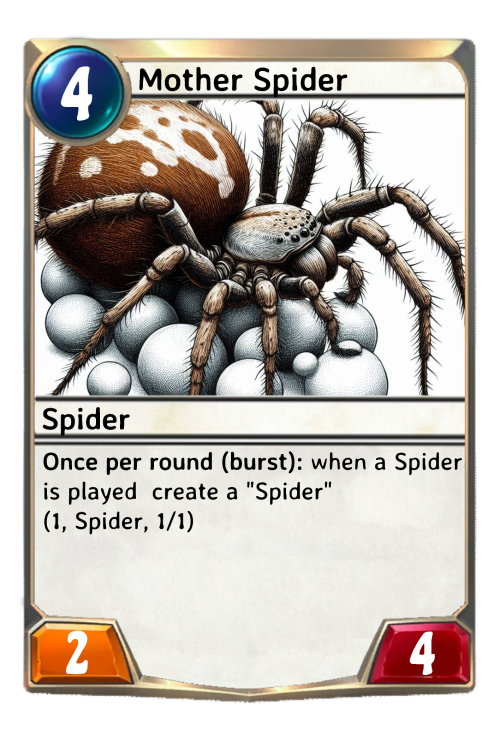 4
Mother Spider
Spider
Once per round (burst): when a Spider
is played create a "Spider"
(1, Spider, 1/1)
2
4